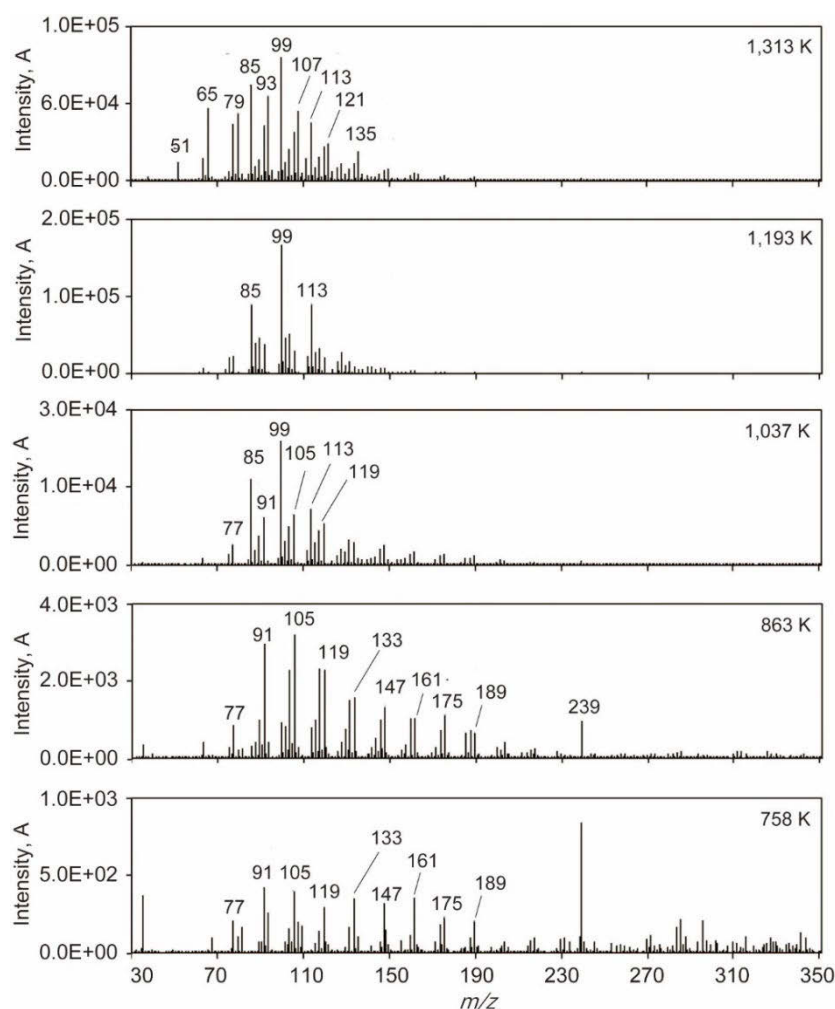 1.0E+05
6.0E+04
0.0E+00
Intensity, A
51
65
79
85
93
99
107
113
121
135
1,313 K
2.0E+05
1.0E+05
0.0E+00
Intensity, A
85
99
113
1,193 K
3.0E+04
1.0E+04
0.0E+00
Intensity, A
77
85
91
99
105
113
119
1,037 K
4.0E+03
2.0E+03
0.0E+00
Intensity, A
77
91
105
119
133
147
161
175
189
239
863 K
1.0E+03
5.0E+02
0.0E+00
Intensity, A
77
91
105
119
133
147
161
175
189
758 K
30 70 110 150 190 230 270 310 350
m/z